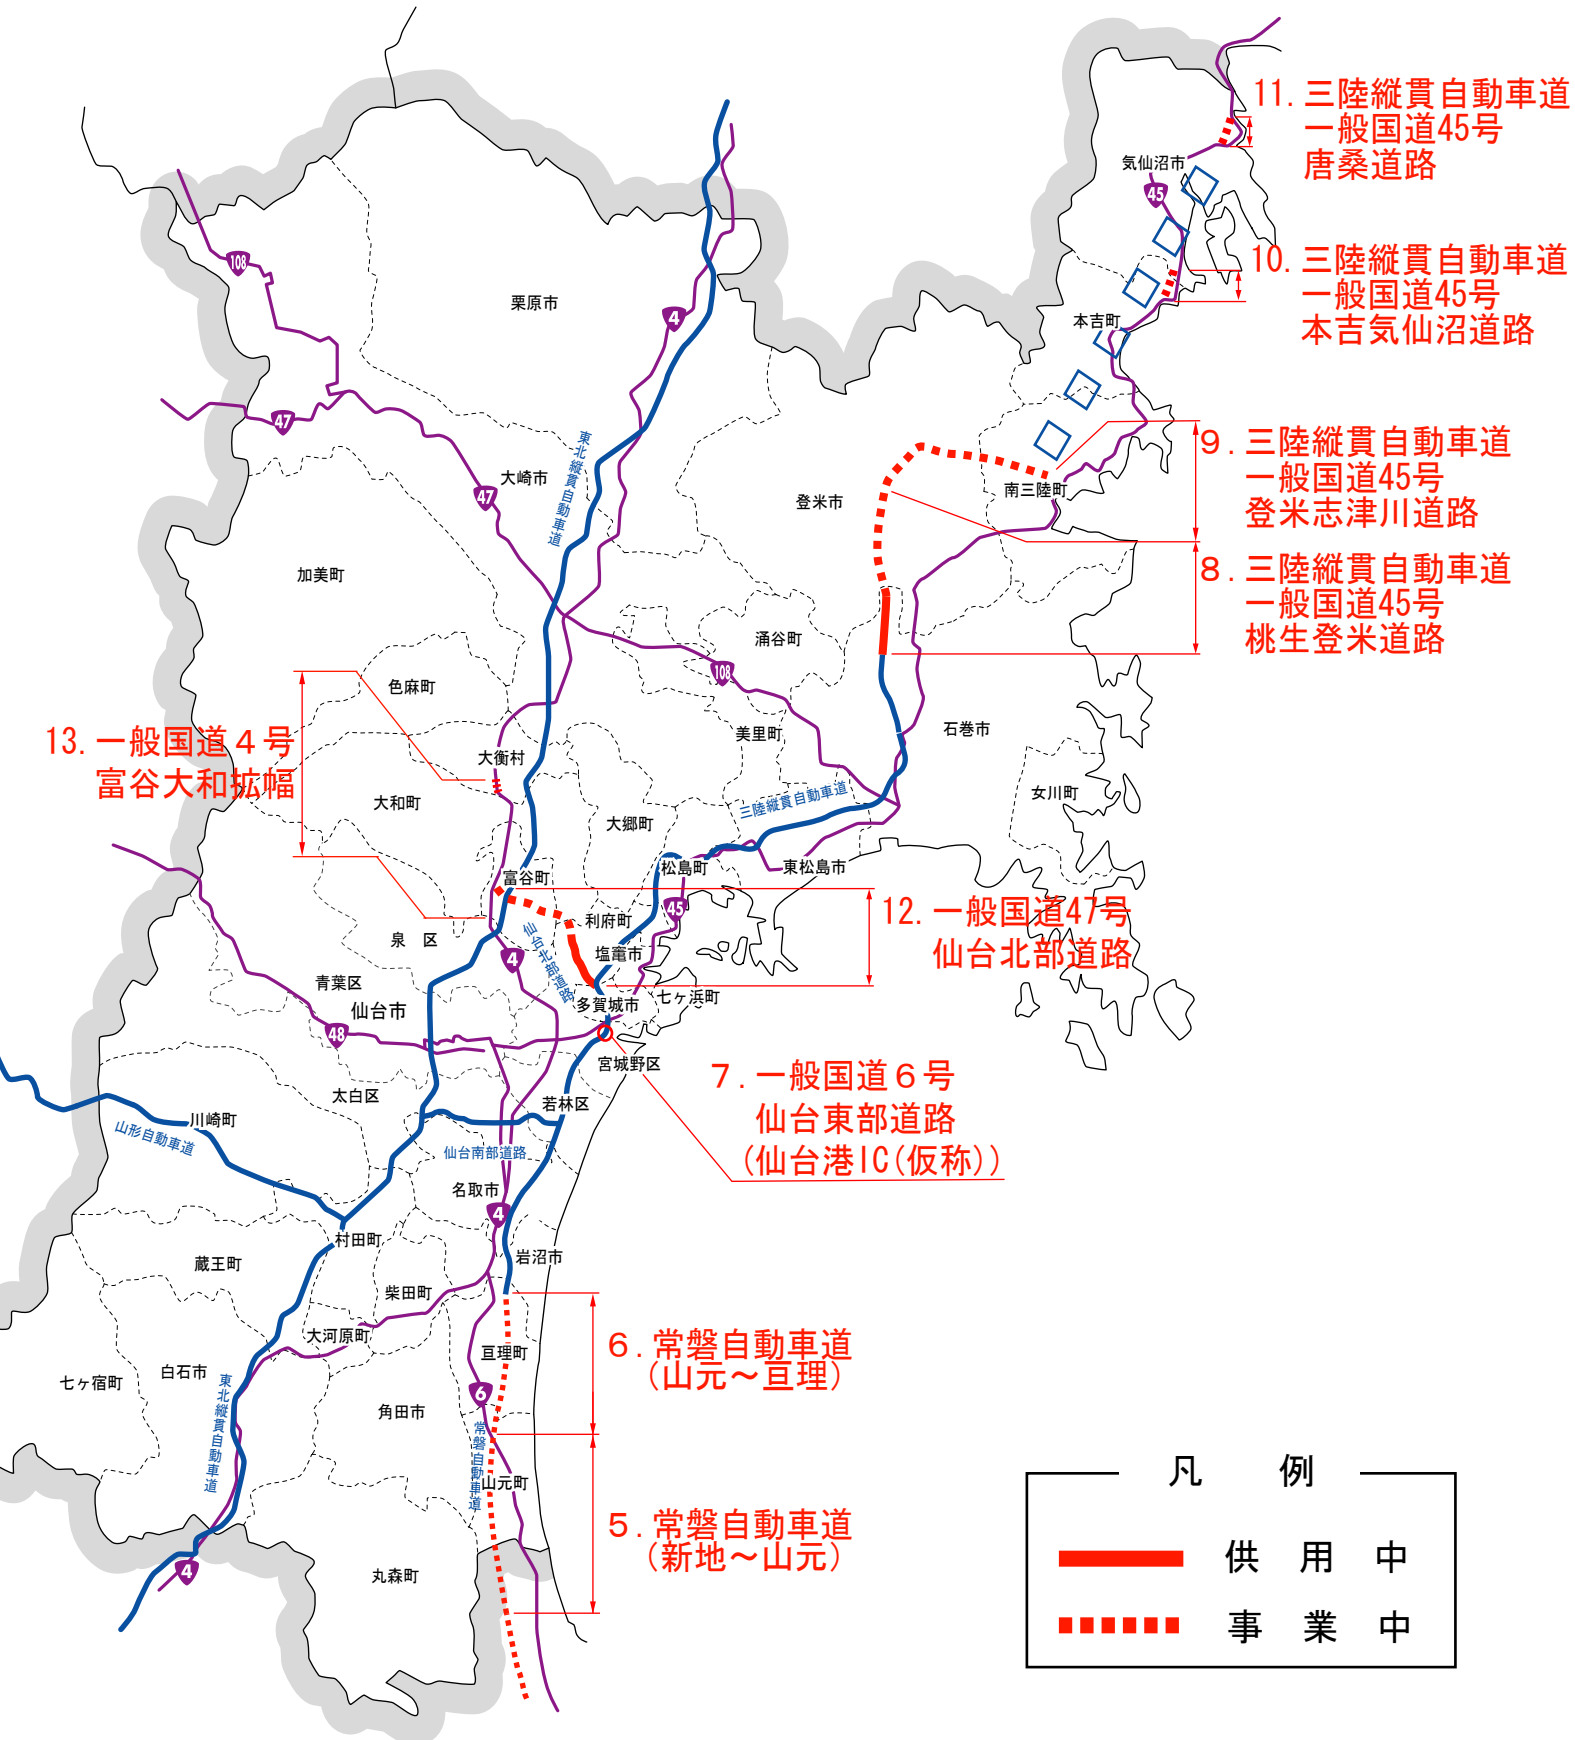 11. 三陸縦貫自動車道
一般国道45号
唐桑道路
気仙沼市
45
108
10. 三陸縦貫自動車道
一般国道45号
本吉気仙沼道路
栗原市
4
本吉町
47
東北縦貫自動車道
9. 三陸縦貫自動車道
一般国道45号
登米志津川道路
大崎市
47
登米市
南三陸町
加美町
8. 三陸縦貫自動車道
一般国道45号
桃生登米道路
涌谷町
108
色麻町
石巻市
美里町
13. 一般国道4号
富谷大和拡幅
大衡村
大和町
女川町
三陸縦貫自動車道
大郷町
松島町
東松島市
富谷町
45
12. 一般国道47号
仙台北部道路
利府町
泉 区
仙台北部道路
4
塩竈市
青葉区
仙台市
多賀城市
七ヶ浜町
48
宮城野区
7. 一般国道6号
仙台東部道路
(仙台港IC(仮称))
太白区
若林区
川崎町
山形自動車道
仙台南部道路
名取市
4
村田町
岩沼市
蔵王町
柴田町
大河原町
6. 常磐自動車道
(山元～亘理)
亘理町
白石市
七ヶ宿町
東北縦貫自動車道
6
角田市
常磐自動車道
山元町
5. 常磐自動車道
(新地～山元)
4
丸森町
凡 例
供 用 中
事 業 中